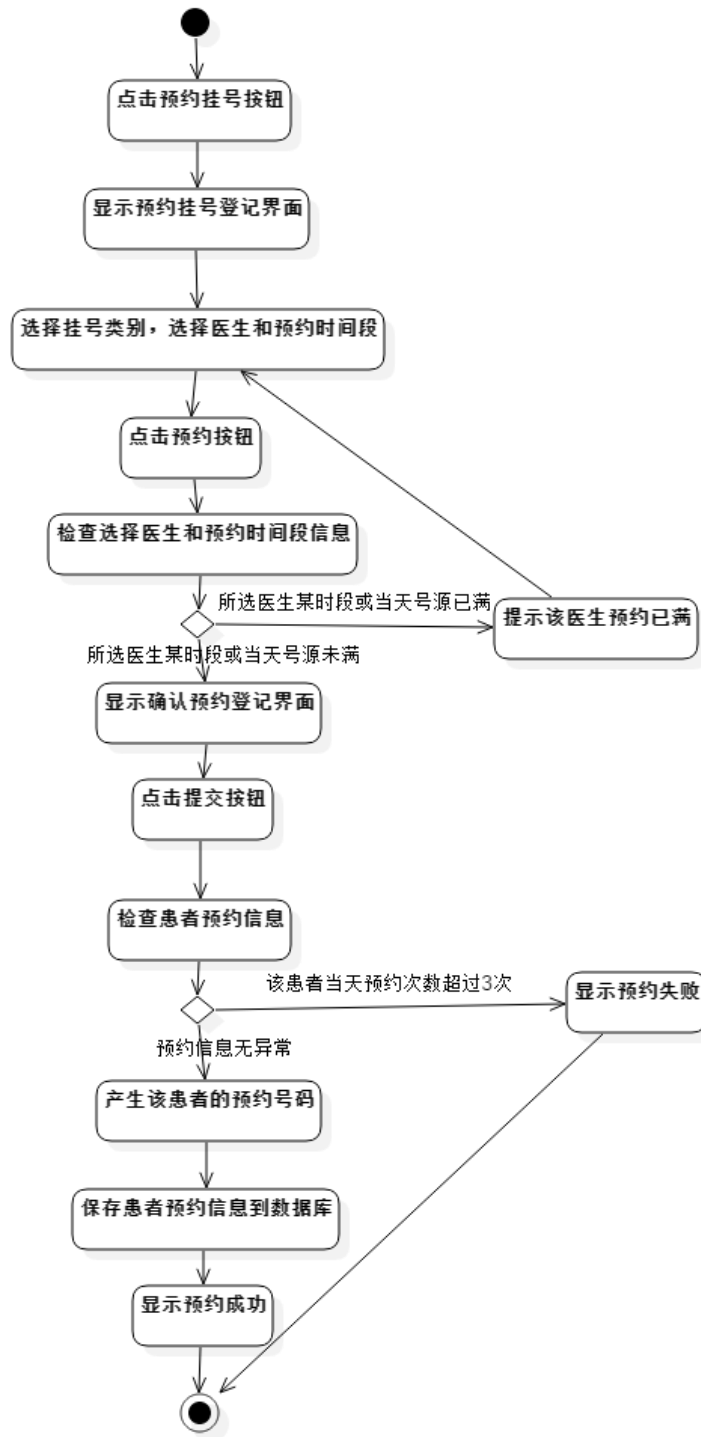 点击预约挂号按钮
显示预约挂号登记界面
选择挂号类别，选择医生和预约时间段
点击预约按钮
检查选择医生和预约时间段信息
所选医生某时段或当天号源已满
提示该医生预约已满
所选医生某时段或当天号源未满
显示确认预约登记界面
点击提交按钮
检查患者预约信息
该患者当天预约次数超过3次
显示预约失败
预约信息无异常
产生该患者的预约号码
保存患者预约信息到数据库
显示预约成功